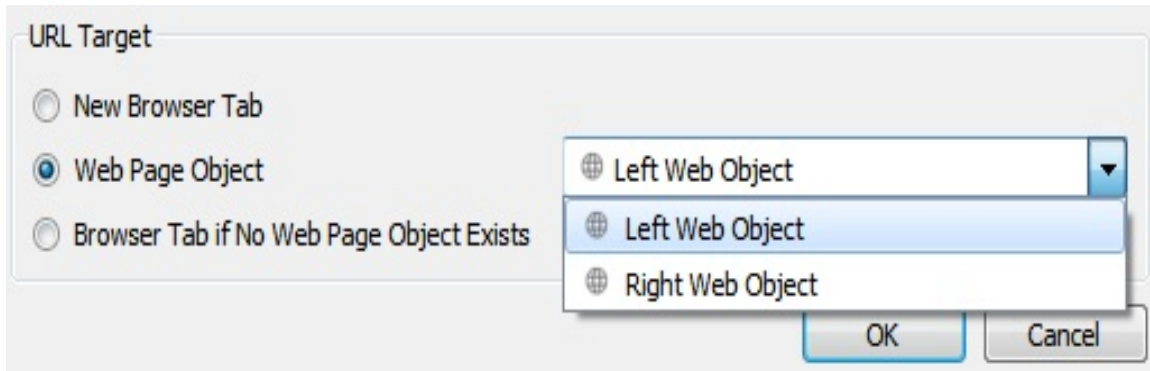 URL Target
New Browser Tab
Web Page Object
Left Web Object
Browser Tab if No Web Page Object Exists
Left Web Object
Right Web Object
OK
Cancel